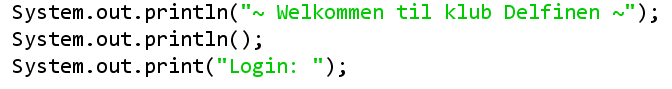 System.out.println("~ Welkommen til klub Delfinen ~");
System.out.println();
System.out.print("Login: ");